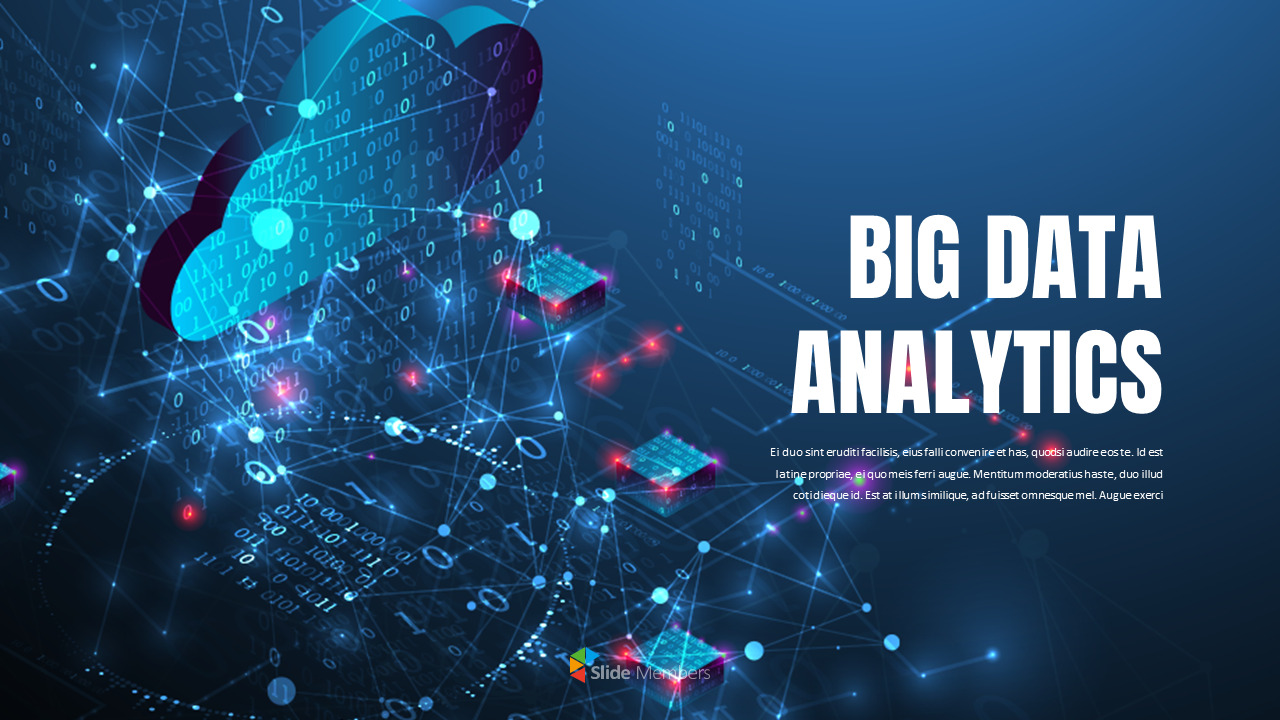 BIG DATA
ANALYTICS
Ei duo sint eruditi facilisis, eius falli convenire et has, quodsi audire eos te. Id est
latine propriae, ei quo meis ferri augue. Mentitum moderatius haste, duo illud
cotidieque id. Est at illum similique, ad fuisset omnesque mel. Augue exerci
Slide Members